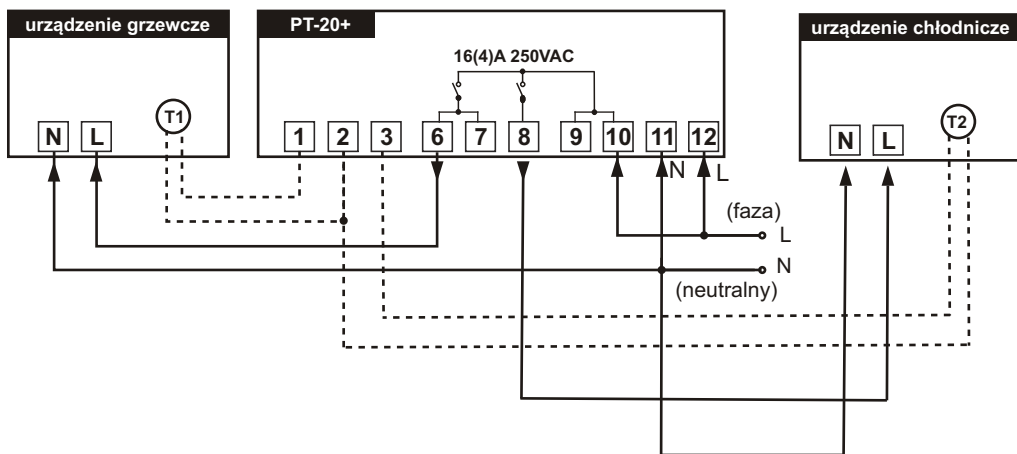 urządzenie grzewcze
PT-20+
urządzenie chłodnicze
16(4)A 250VAC
T1
T2
N L
1 2 3 6 7 8 9 10 11 12
N L
N L
(faza)
L
N
(neutralny)